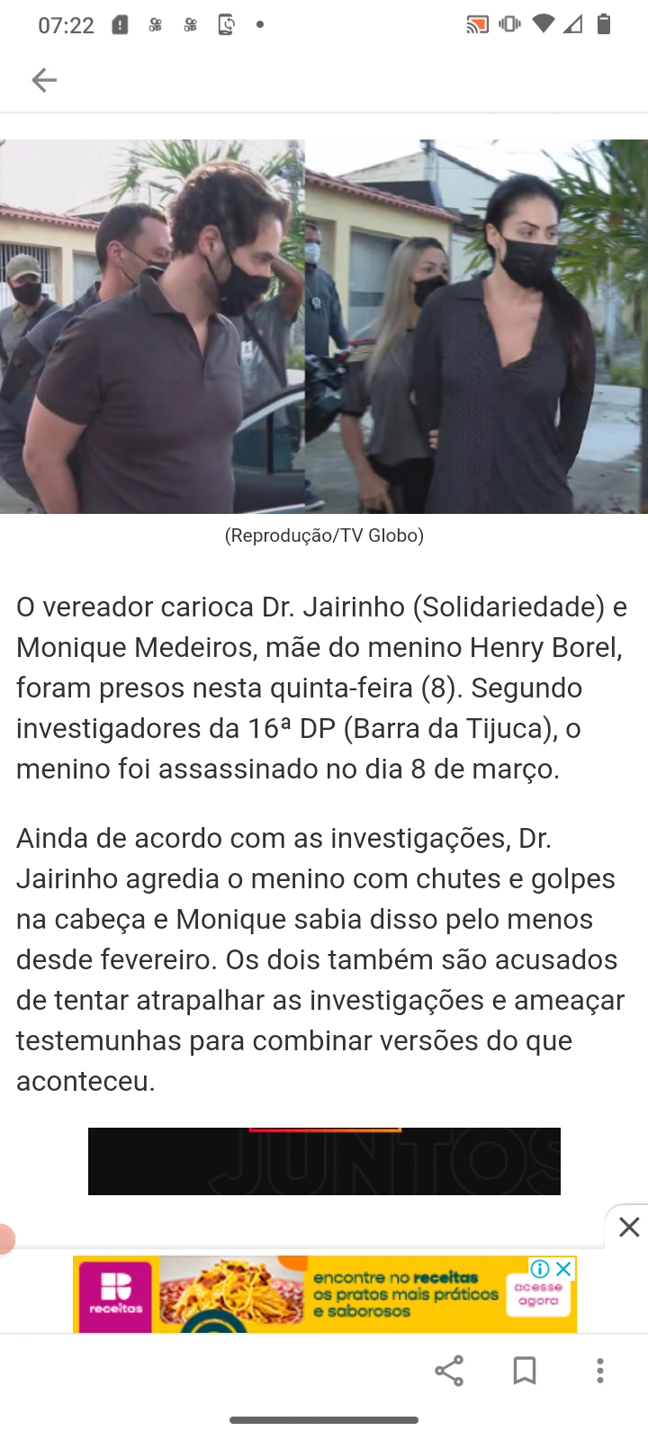 07:22
(Reprodução/TV Globo)
O vereador carioca Dr. Jairinho (Solidariedade) e
Monique Medeiros, mãe do menino Henry Borel,
foram presos nesta quinta-feira (8). Segundo
investigadores da 16ª DP (Barra da Tijuca), o
menino foi assassinado no dia 8 de março.
Ainda de acordo com as investigações, Dr.
Jairinho agredia o menino com chutes e golpes
na cabeça e Monique sabia disso pelo menos
desde fevereiro. Os dois também são acusados
de tentar atrapalhar as investigações e ameaçar
testemunhas para combinar versões do que
aconteceu.
JUNTOS
R
receitas
encontre no receitas
os pratos mais práticos
e saborosos
acesse
agora